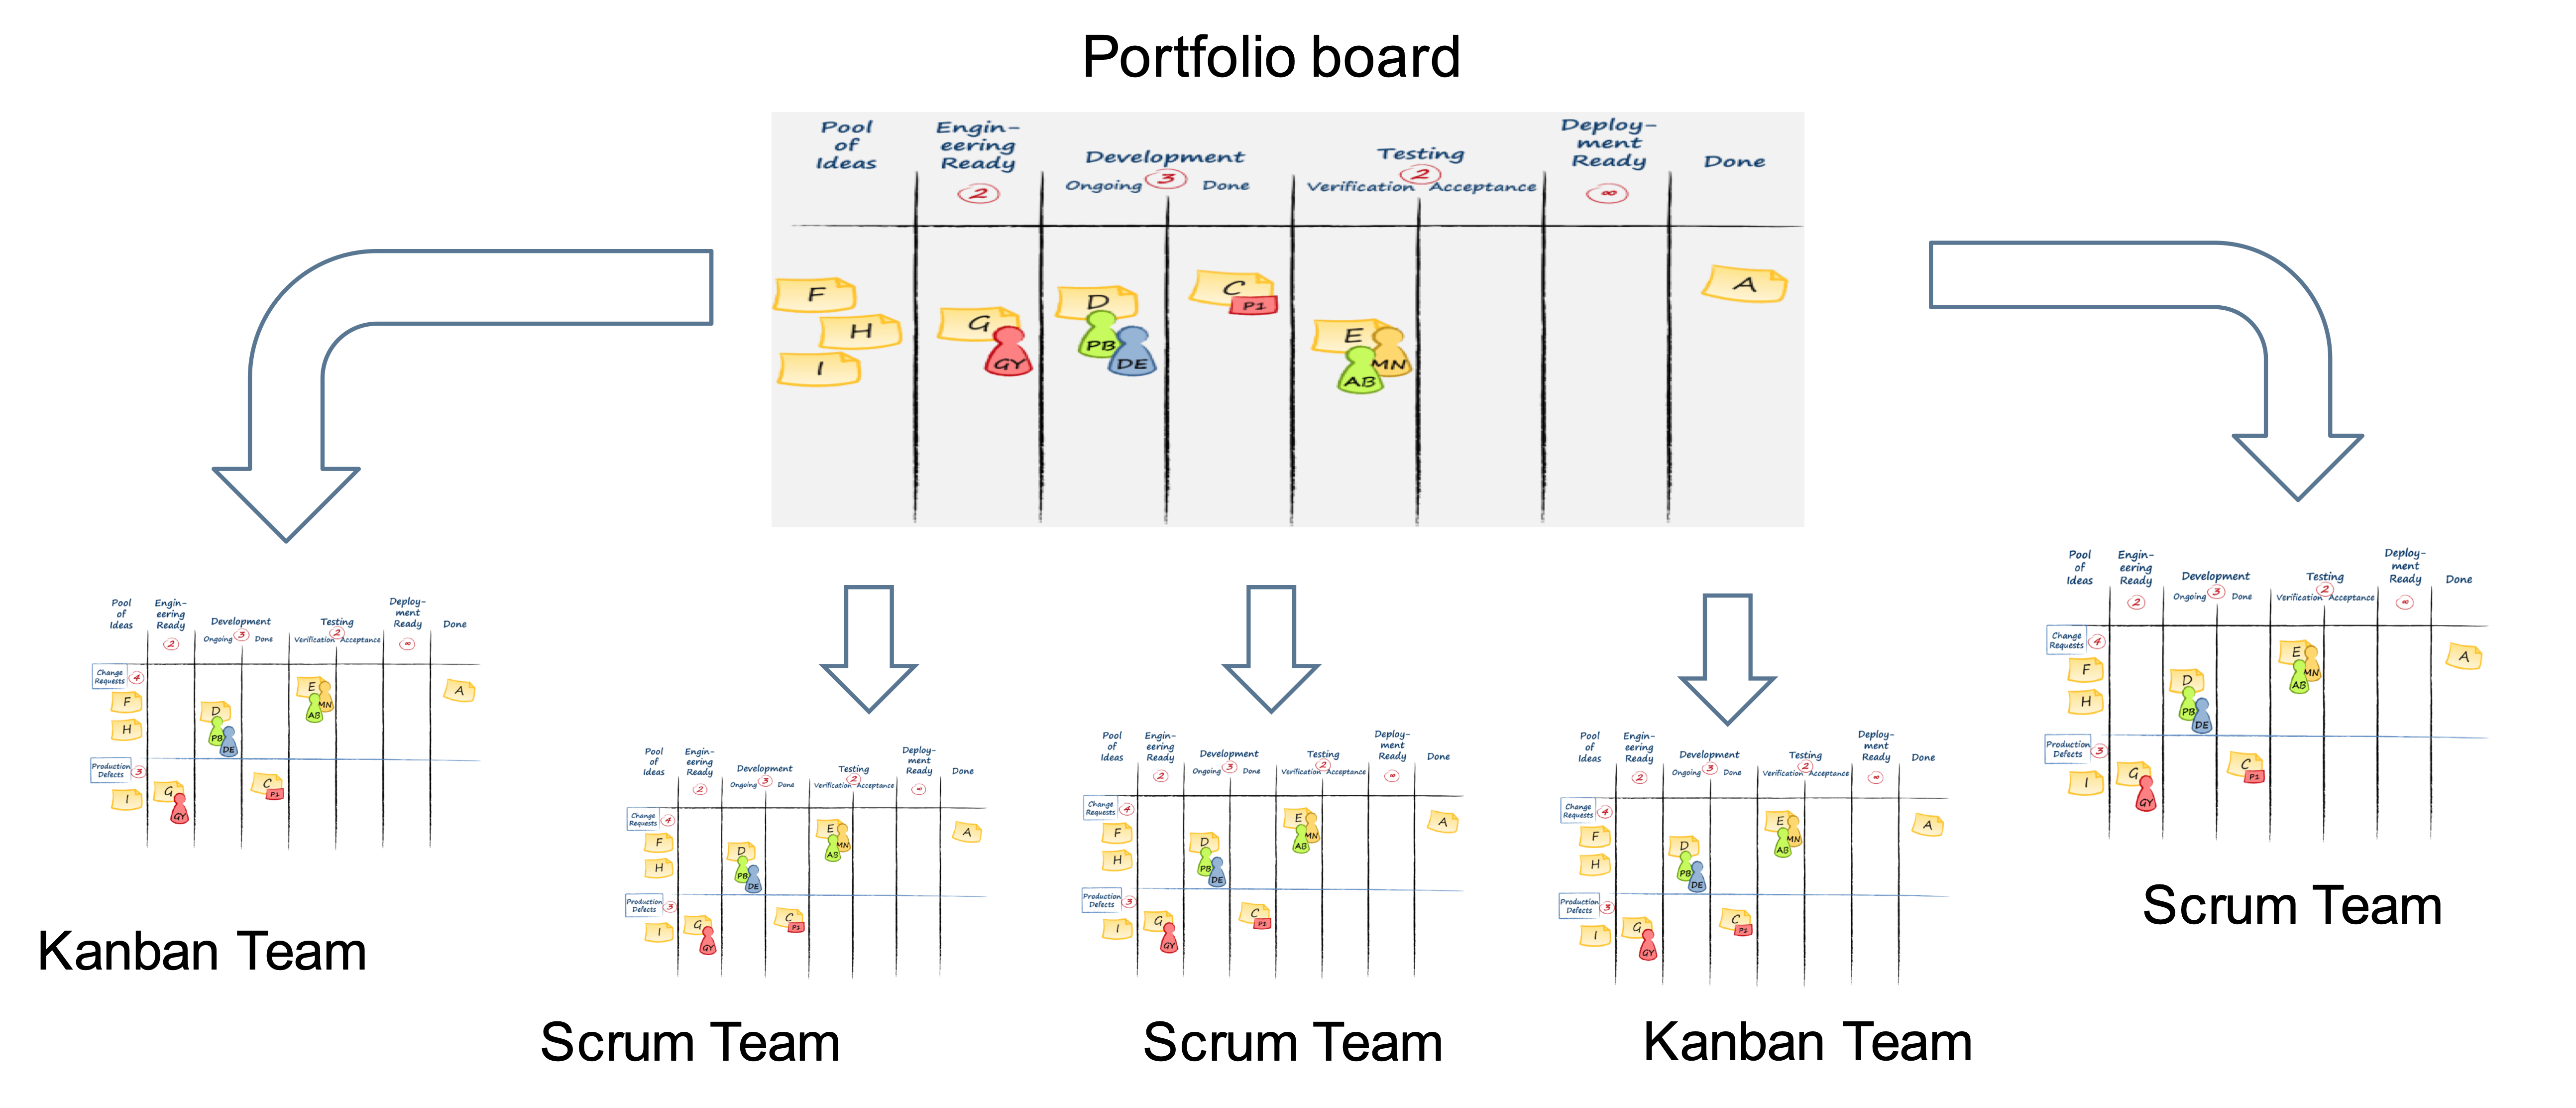 Portfolio board
Pool
of
Ideas
Engin-
eering
Ready
2
Development
Ongoing 3 Done
Testing
2
Verification Acceptance
Deploy-
ment
Ready
∞
Done
F
H
I
G
GY
D
PB
DE
C
P1
E
MN
AB
A
Pool
of
Ideas
Engin-
eering
Ready
2
Development
Ongoing 3 Done
Testing
2
Verification Acceptance
Deploy-
ment
Ready
∞
Done
Change
Requests 4
F
H
D
PB
DE
E
MN
AB
A
Production
Defects 3
I
G
GY
C
P1
Kanban Team
Pool
of
Ideas
Engin-
eering
Ready
2
Development
Ongoing 3 Done
Testing
2
Verification Acceptance
Deploy-
ment
Ready
∞
Done
Change
Requests 4
F
H
D
PB
DE
E
MN
AB
A
Production
Defects 3
I
G
GY
C
P1
Scrum Team
Pool
of
Ideas
Engin-
eering
Ready
2
Development
Ongoing 3 Done
Testing
2
Verification Acceptance
Deploy-
ment
Ready
∞
Done
Change
Requests 4
F
H
D
PB
DE
E
MN
AB
A
Production
Defects 3
I
G
GY
C
P1
Scrum Team
Pool
of
Ideas
Engin-
eering
Ready
2
Development
Ongoing 3 Done
Testing
2
Verification Acceptance
Deploy-
ment
Ready
∞
Done
Change
Requests 4
F
H
D
PB
DE
E
MN
AB
A
Production
Defects 3
I
G
GY
C
P1
Kanban Team
Pool
of
Ideas
Engin-
eering
Ready
2
Development
Ongoing 3 Done
Testing
2
Verification Acceptance
Deploy-
ment
Ready
∞
Done
Change
Requests 4
F
H
D
PB
DE
E
MN
AB
A
Production
Defects 3
I
G
GY
C
P1
Scrum Team